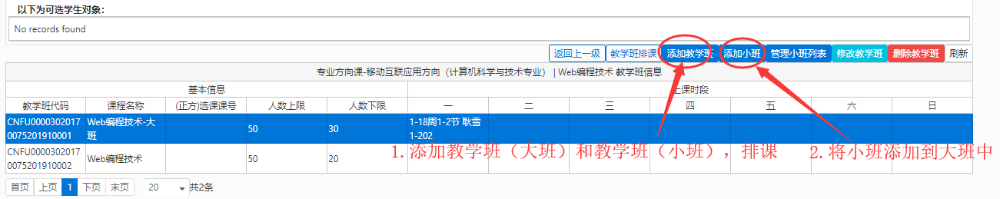 以下为可选学生对象：
No records found
返回上一级 教学班排课 添加教学班 添加小班 管理小班列表 修改教学班 删除教学班 刷新
专业方向课-移动互联应用方向（计算机科学与技术专业） | Web编程技术 教学班信息
基本信息 上课时段
教学班代码 课程名称 (正方)选课课号 人数上限 人数下限 一 二 三 四 五 六 日
CNFU0000302017 Web编程技术-大 1-18周1-2节 耿雪
0075201910001 班 50 30 1-202
CNFU0000302017
0075201910002 Web编程技术 50 20
1.添加教学班（大班）和教学班（小班），排课 2.将小班添加到大班中
首页 上页 1 下页 末页 20 共2条